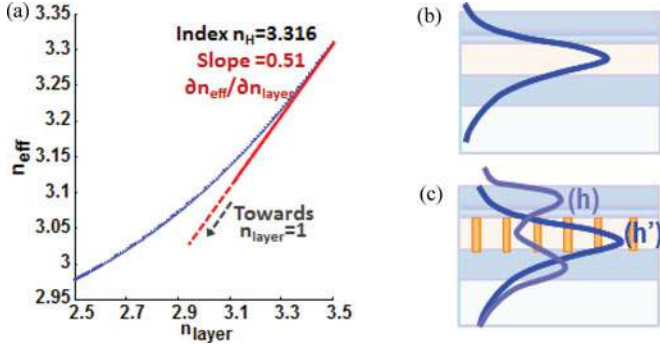 (a)
3.35
3.3
3.25
3.2
3.15
3.1
3.05
3
2.95
n_eff
Index n_H=3.316
Slope =0.51
∂n_eff/∂n_layer
Towards
n_layer=1
2.5 2.7 2.9 3.1 3.3 3.5
n_layer
(b)
(c)
(h)
(h')